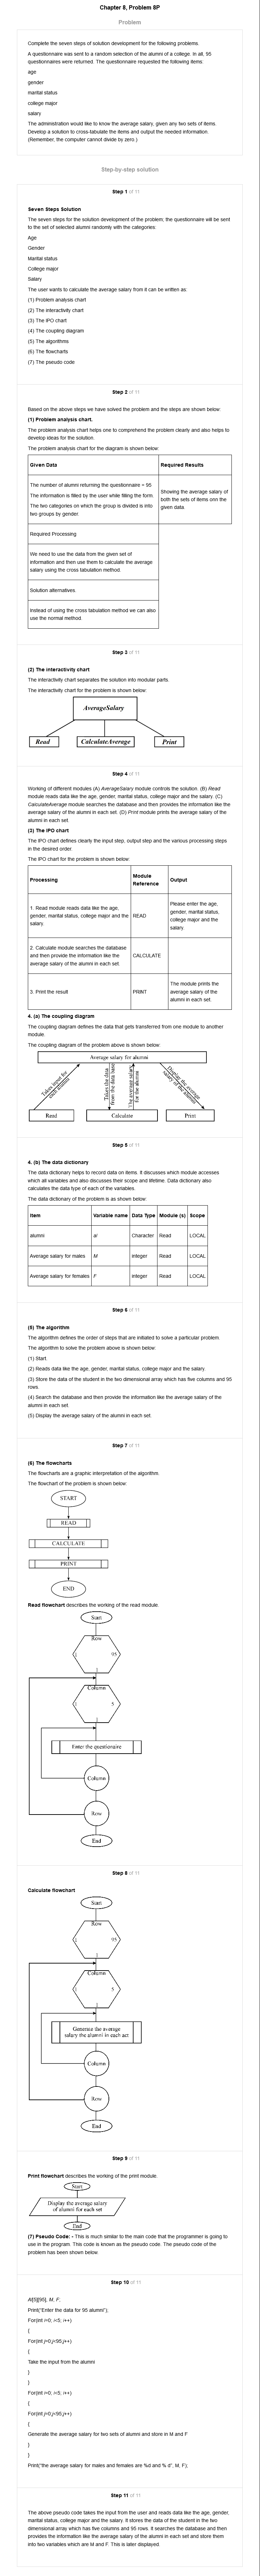 Chapter 8, Problem 8P
Problem
Complete the seven steps of solution development for the following problems.
A questionnaire was sent to a random selection of the alumni of a college. In all, 95
questionnaires were returned. The questionnaire requested the following items:
age
gender
marital status
college major
salary
The administration would like to know the average salary, given any two sets of items.
Develop a solution to cross-tabulate the items and output the needed information.
(Remember, the computer cannot divide by zero.)
Step-by-step solution
Step 1 of 11
Seven Steps Solution
The seven steps for the solution development of the problem; the questionnaire will be sent
to the set of selected alumni randomly with the categories:
Age
Gender
Marital status
College major
Salary
The user wants to calculate the average salary from it can be written as:
(1) Problem analysis chart
(2) The interactivity chart
(3) The IPO chart
(4) The coupling diagram
(5) The algorithms
(6) The flowcharts
(7) The pseudo code
Step 2 of 11
Based on the above steps we have solved the problem and the steps are shown below:
(1) Problem analysis chart.
The problem analysis chart helps one to comprehend the problem clearly and also helps to
develop ideas for the solution.
The problem analysis chart for the diagram is shown below:
Given Data
Required Results
The number of alumni returning the questionnaire = 95
The information is filled by the user while filling the form.
The two categories on which the group is divided is into
two groups by gender.
Showing the average salary of
both the sets of items orn the
given data.
Required Processing
We need to use the data from the given set of
information and then use them to calculate the average
salary using the cross tabulation method.
Solution alternatives.
Instead of using the cross tabulation method we can also
use the normal method.
Step 3 of 11
(2) The interactivity chart
The interactivity chart separates the solution into modular parts.
The interactivity chart for the problem is shown below:
AverageSalary
Read
CalculateAverage
Print
Step 4 of 11
Working of different modules (A) AverageSalary module controls the solution. (B) Read
module reads data like the age, gender, marital status, college major and the salary. (C)
CalculateAverage module searches the database and then provides the information like the
average salary of the alumni in each set. (D) Print module prints the average salary of the
alumni in each set.
(3) The IPO chart
The IPO chart defines clearly the input step, output step and the various processing steps
in the desired order.
The IPO chart for the problem is shown below:
Processing
Module
Reference
Output
1. Read module reads data like the age,
gender, marital status, college major and the
salary.
READ
Please enter the age,
gender, marital status,
college major and the
salary
2. Calculate module searches the database
and then provide the information like the
average salary of the alumni in each set.
CALCULATE
3. Print the result
PRINT
The module prints the
average salary of the
alumni in each set.
4. (a) The coupling diagram
The coupling diagram defines the data that gets transferred from one module to another
module.
The coupling diagram of the problem above is shown below:
Average salary for alumni
Takes input for
each alumni
Takes the data
from the data base
The average salary
for the alumni
Display the average
salary of the alumni
Read
Calculate
Print
Step 5 of 11
4. (b) The data dictionary
The data dictionary helps to record data on items. It discusses which module accesses
which all variables and also discusses their scope and lifetime. Data dictionary also
calculates the data type of each of the variables.
The data dictionary of the problem is as shown below:
Item
Variable name
Data Type
Module (s)
Scope
alumni
al
Character
Read
LOCAL
Average salary for males
M
integer
Read
LOCAL
Average salary for females
F
integer
Read
LOCAL
Step 6 of 11
(5) The algorithm
The algorithm defines the order of steps that are initiated to solve a particular problem.
The algorithm to solve the problem above is shown below:
(1) Start.
(2) Reads data like the age, gender, marital status, college major and the salary.
(3) Store the data of the student in the two dimensional array which has five columns and 95
rows.
(4) Search the database and then provide the information like the average salary of the
alumni in each set.
(5) Display the average salary of the alumni in each set.
Step 7 of 11
(6) The flowcharts
The flowcharts are a graphic interpretation of the algorithm.
The flowchart of the problem is shown below:
START
READ
CALCULATE
PRINT
END
Read flowchart describes the working of the read module.
Start
Row
1 95
Column
1 5
Enter the questionaire
Column
Row
End
Step 8 of 11
Calculate flowchart
Start
Row
1 95
Column
1 5
Generate the average
salary the alumni in each act
Column
Row
End
Step 9 of 11
Print flowchart describes the working of the print module.
Start
Display the average salary
of alumni for each set
End
(7) Pseudo Code: - This is much similar to the main code that the programmer is going to
use in the program. This code is known as the pseudo code. The pseudo code of the
problem has been shown below.
Step 10 of 11
Al[5][95], M, F;
Print("Enter the data for 95 alumni");
For(int i=0; i<5; i++)
{
For(int j=0;j<95;j++)
{
Take the input from the alumni
}
}
For(int i=0; i<5; i++)
{
For(int j=0;j<95;j++)
{
Generate the average salary for two sets of alumni and store in M and F
}
}
Print("the average salary for males and females are %d and % d", M, F);
Step 11 of 11
The above pseudo code takes the input from the user and reads data like the age, gender,
marital status, college major and the salary. It stores the data of the student in the two
dimensional array which has five columns and 95 rows. It searches the database and then
provides the information like the average salary of the alumni in each set and store them
into two variables which are M and F. This is later displayed.